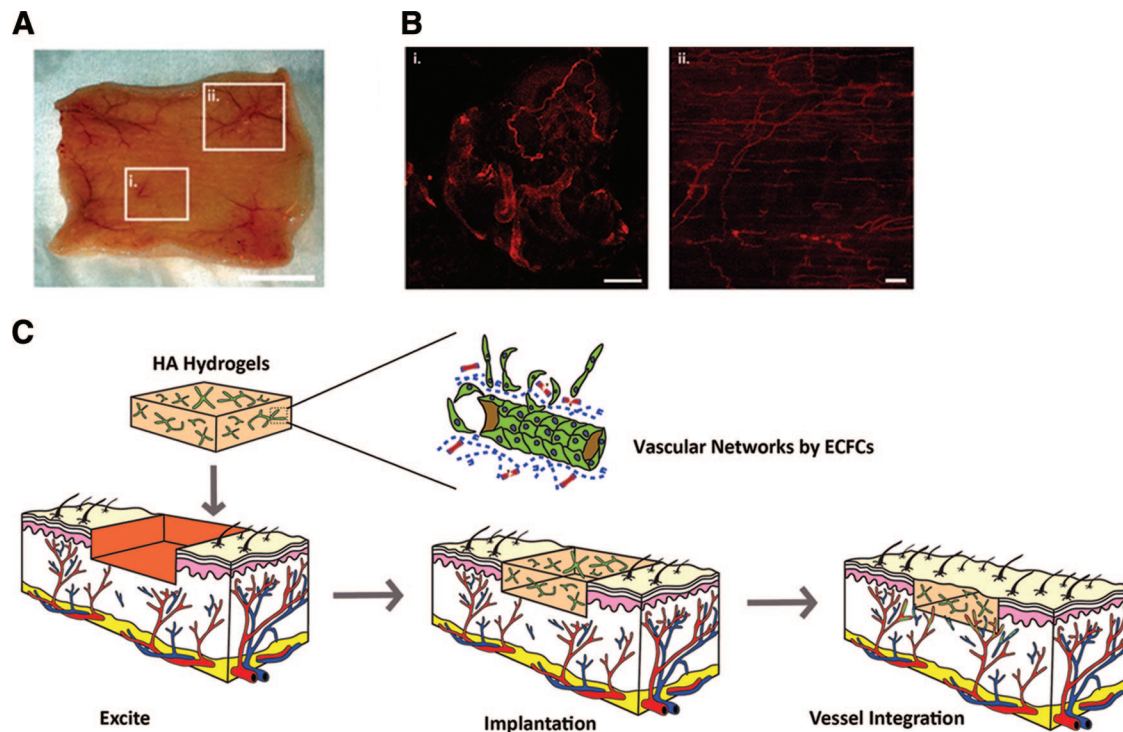 A
B
ii.
i.
i.
ii.
C
HA Hydrogels
Vascular Networks by ECFCs
Excite
Implantation
Vessel Integration